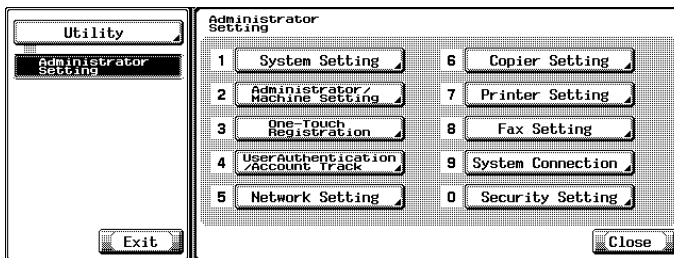 Utility
Administrator
Setting
Exit
Administrator
Setting
1 System Setting
2 Administrator/
Machine Setting
3 One-Touch
Registration
4 UserAuthentication
/Account Track
5 Network Setting
6 Copier Setting
7 Printer Setting
8 Fax Setting
9 System Connection
0 Security Setting
Close